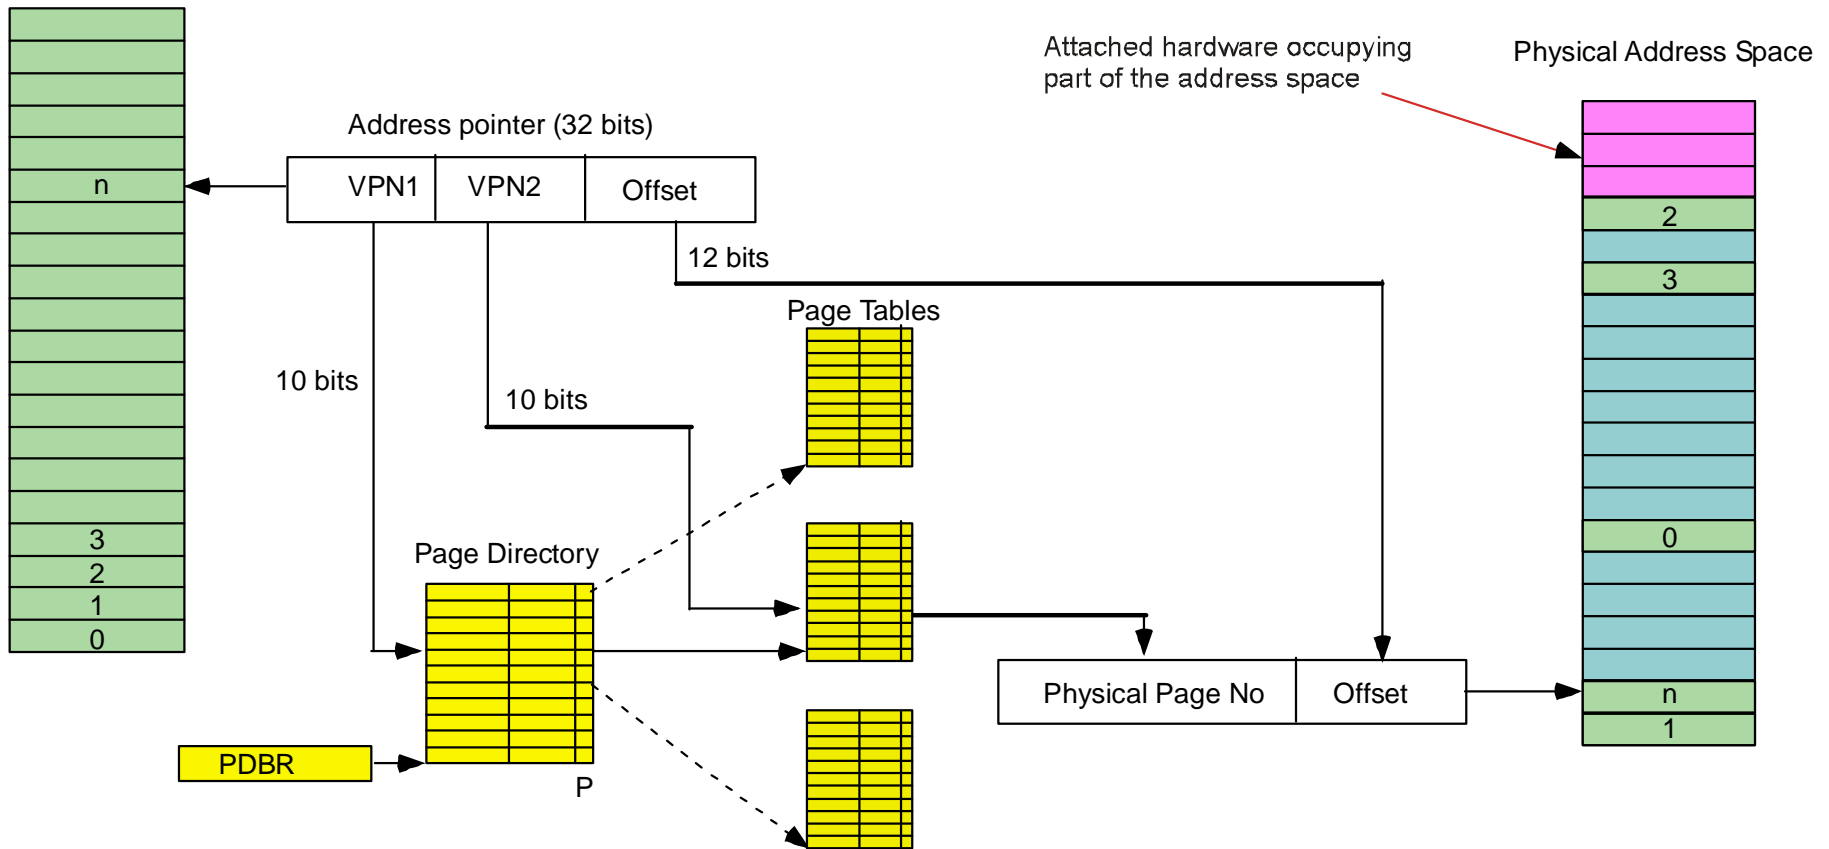 Attached hardware occupying
part of the address space
Physical Address Space
Address pointer (32 bits)
n
VPN1
VPN2
Offset
2
12 bits
3
Page Tables
10 bits
10 bits
3
2
1
0
Page Directory
0
Physical Page No
Offset
n
1
PDBR
P